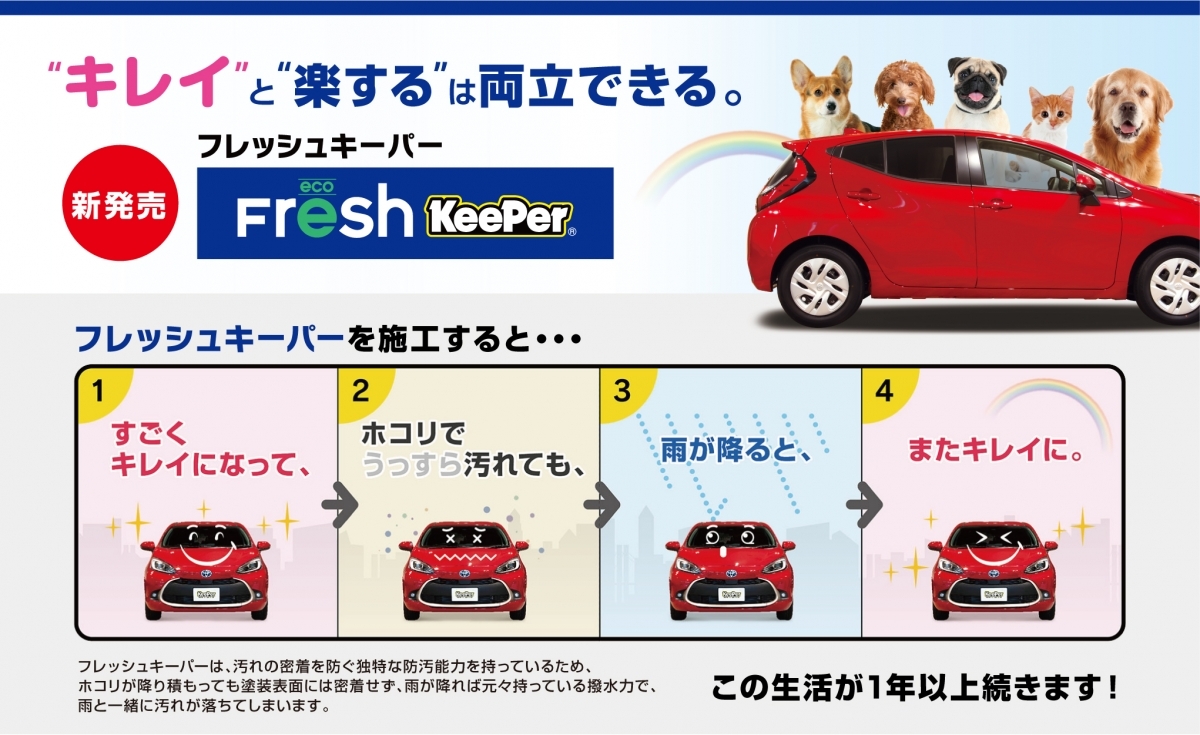 “キレイ”と“楽する”は両立できる。
新発売
フレッシュキーパー
eco
Fresh KeePer®
フレッシュキーパーを施工すると・・・
1
すごく
キレイになって、
KeePer
2
ホコリで
うっすら汚れても、
KeePer
3
雨が降ると、
KeePer
4
またキレイに。
KeePer
フレッシュキーパーは、汚れの密着を防ぐ独特な防汚能力を持っているため、
ホコリが降り積もっても塗装表面には密着せず、雨が降れば元々持っている撥水力で、
雨と一緒に汚れが落ちてしまいます。
この生活が1年以上続きます!